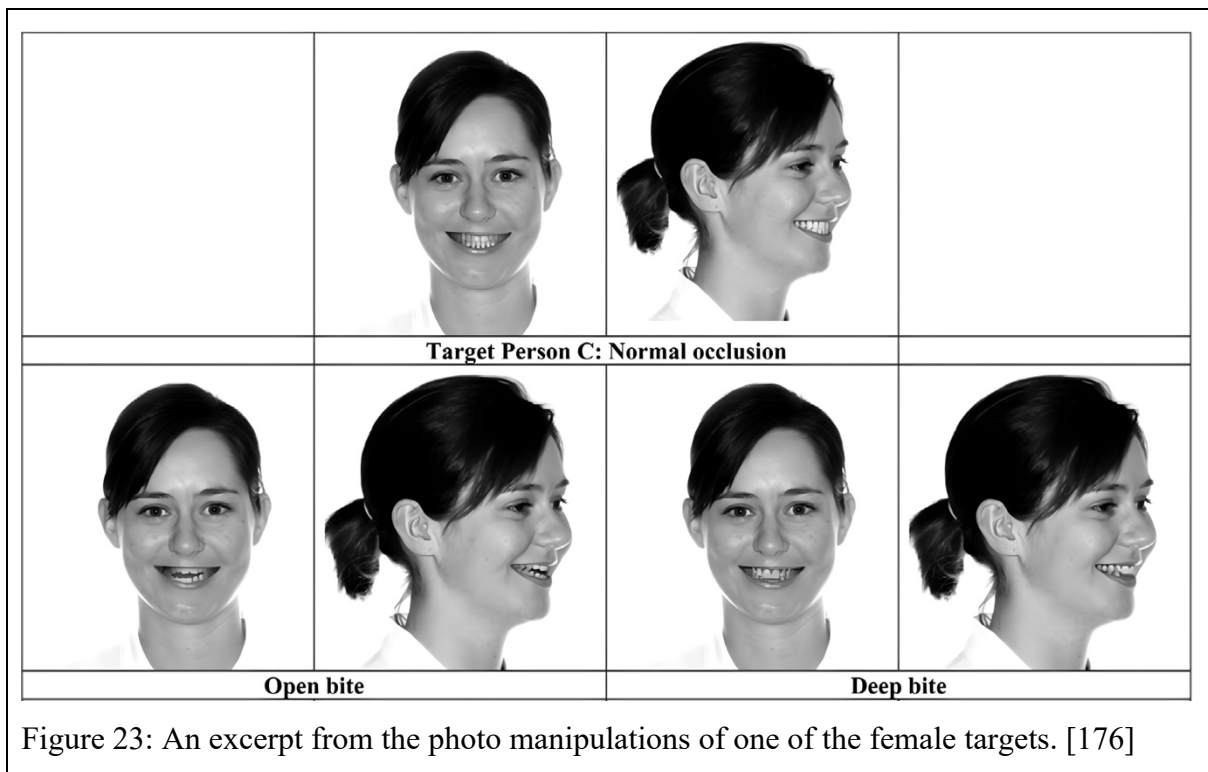 Target Person C: Normal occlusion
Open bite
Deep bite
Figure 23: An excerpt from the photo manipulations of one of the female targets. [176]